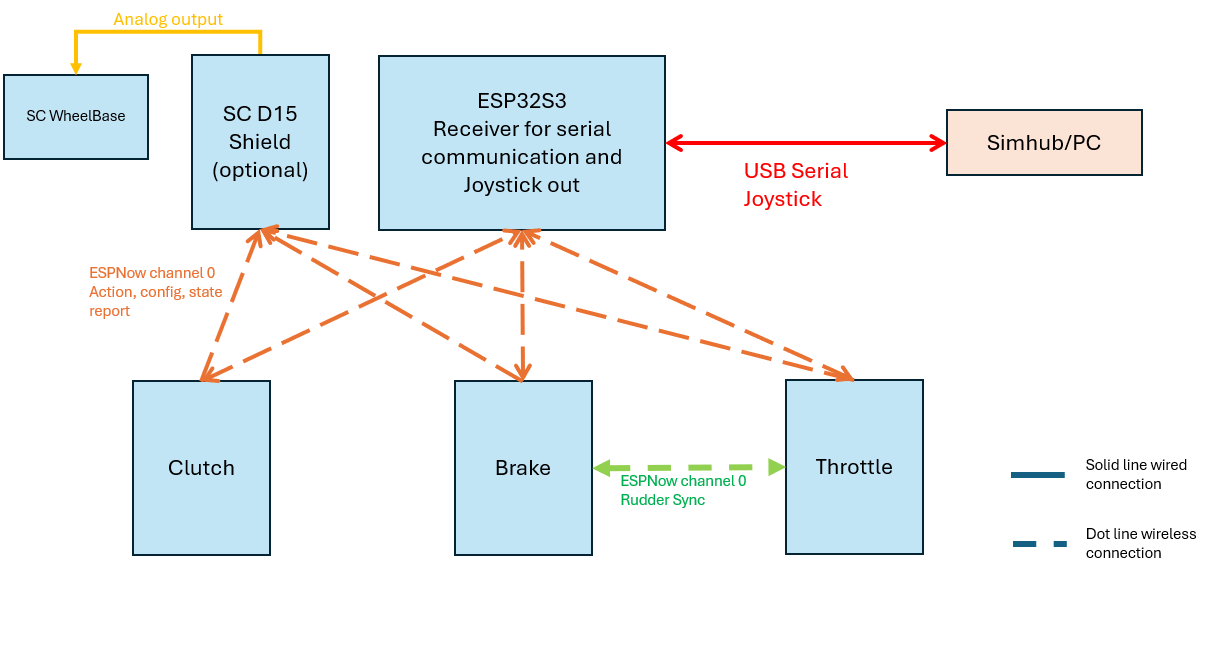 Analog output
SC WheelBase
SC D15
Shield
(optional)
ESP32S3
Receiver for serial
communication and
Joystick out
Simhub/PC
USB Serial
Joystick
ESPNow channel 0
Action, config, state
report
Clutch
Brake
Throttle
ESPNow channel 0
Rudder Sync
Solid line wired
connection
Dot line wireless
connection